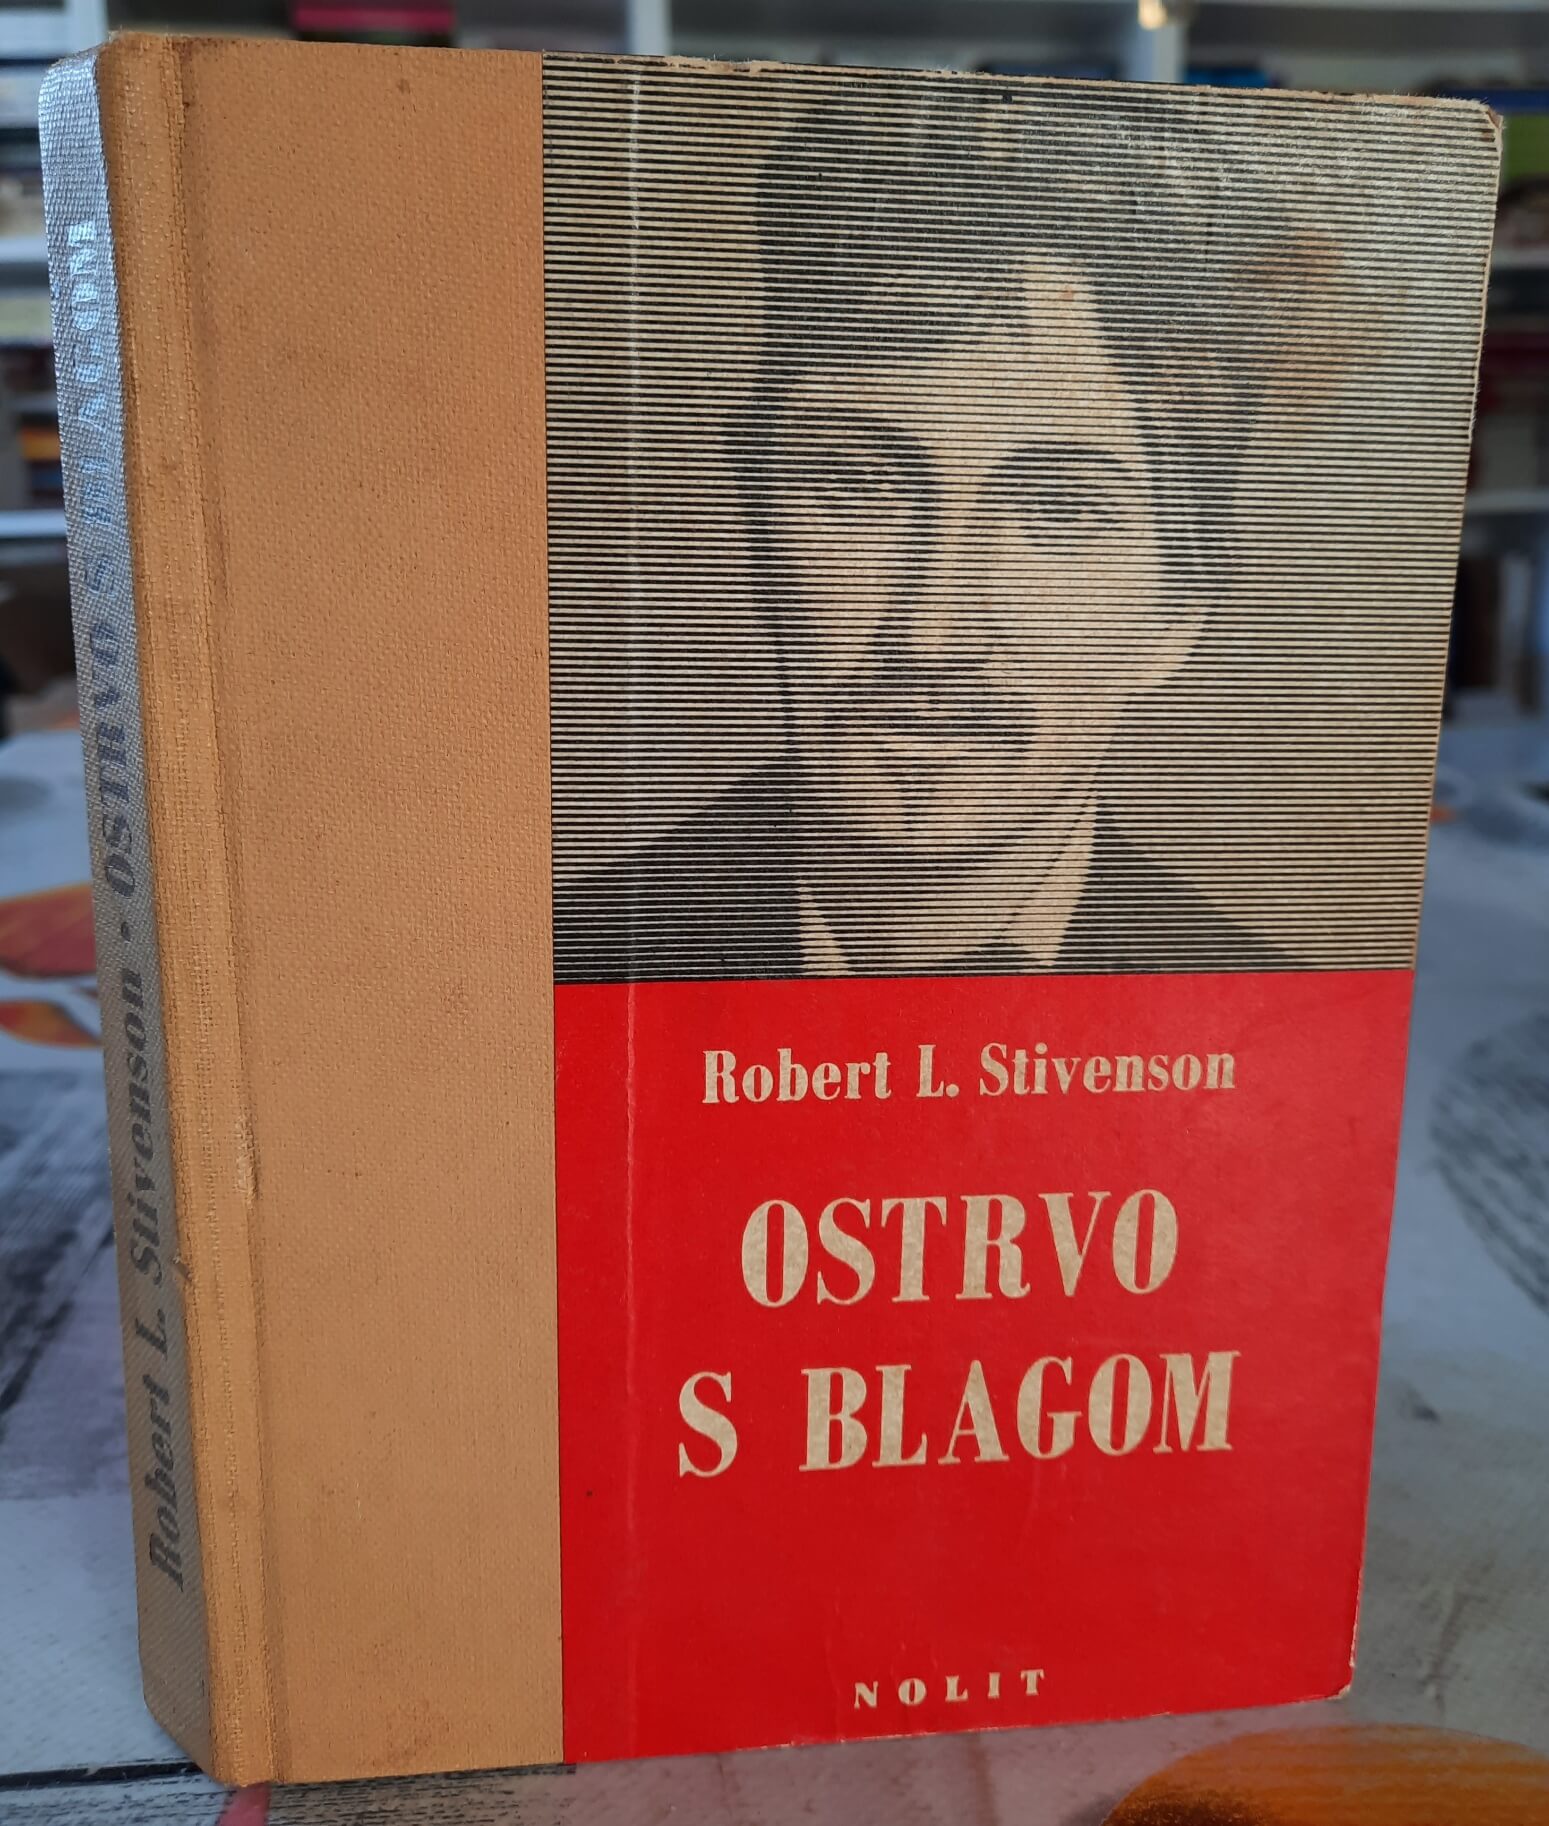 Robert L. Stivenson
OSTRVO
S BLAGOM
NOLIT
Robert L. Stivenson · OSTRVO S BLAGOM